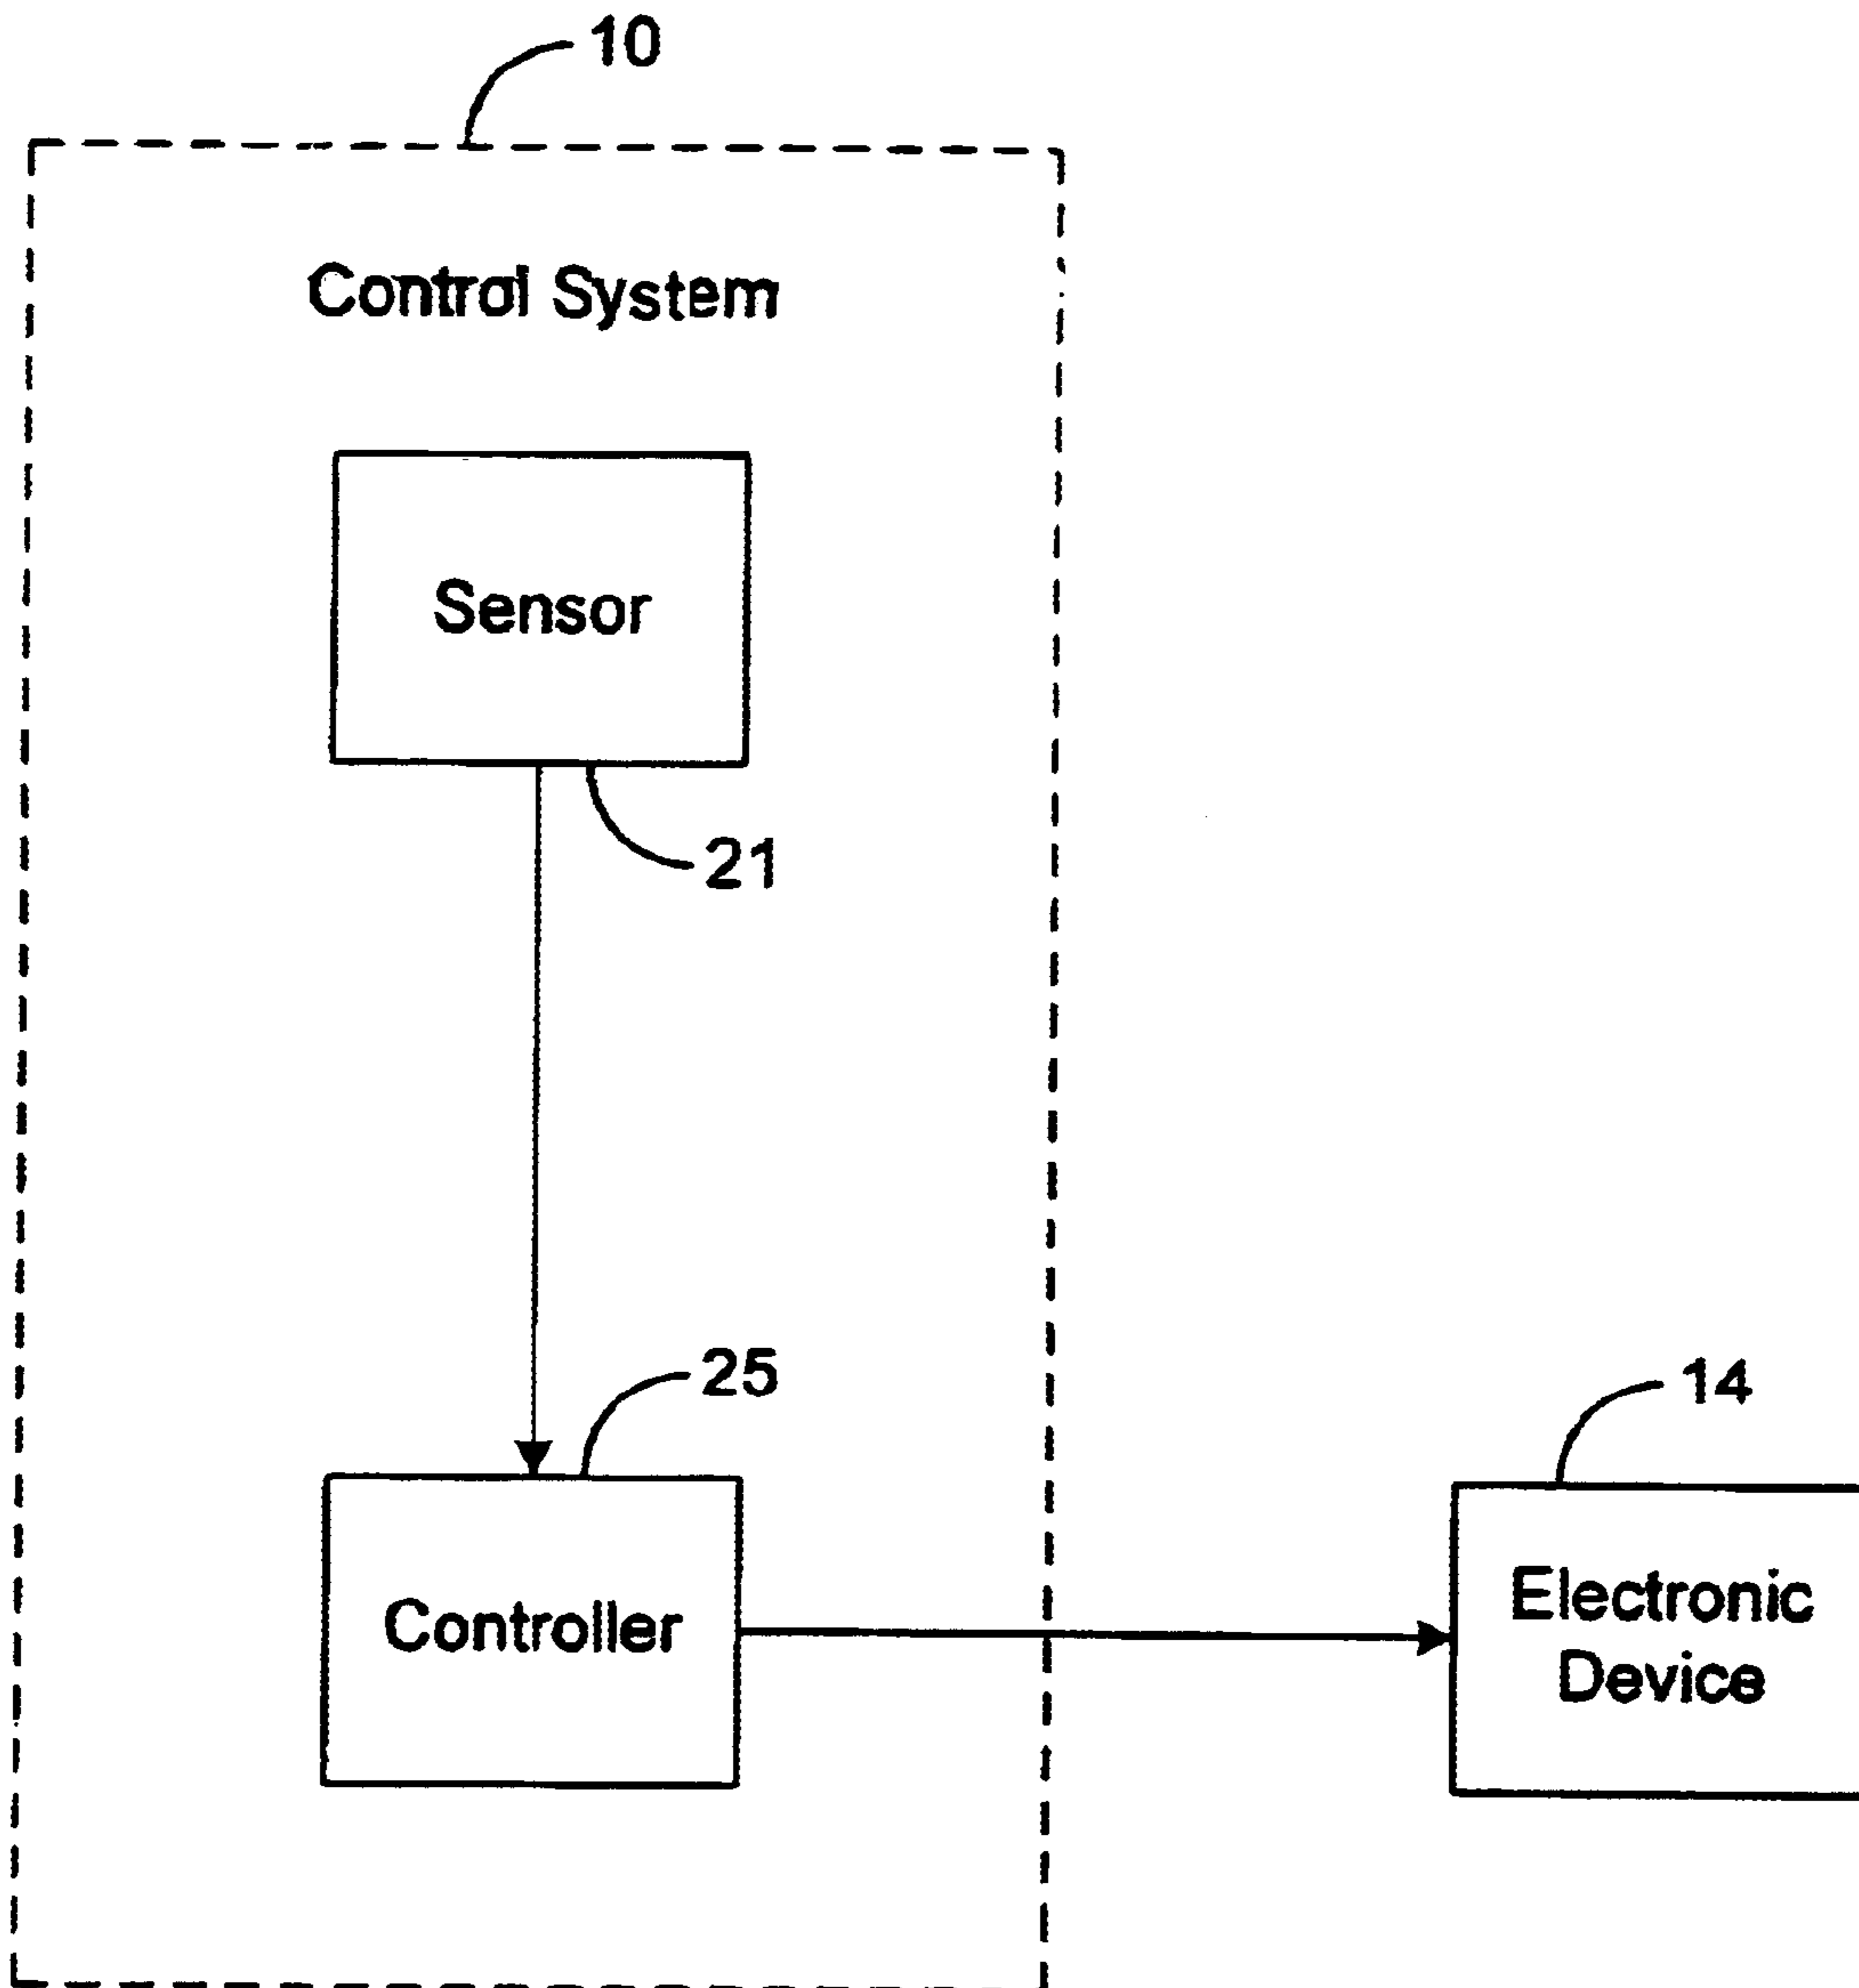 10
Control System
Sensor
21
25
14
Controller
Electronic
Device